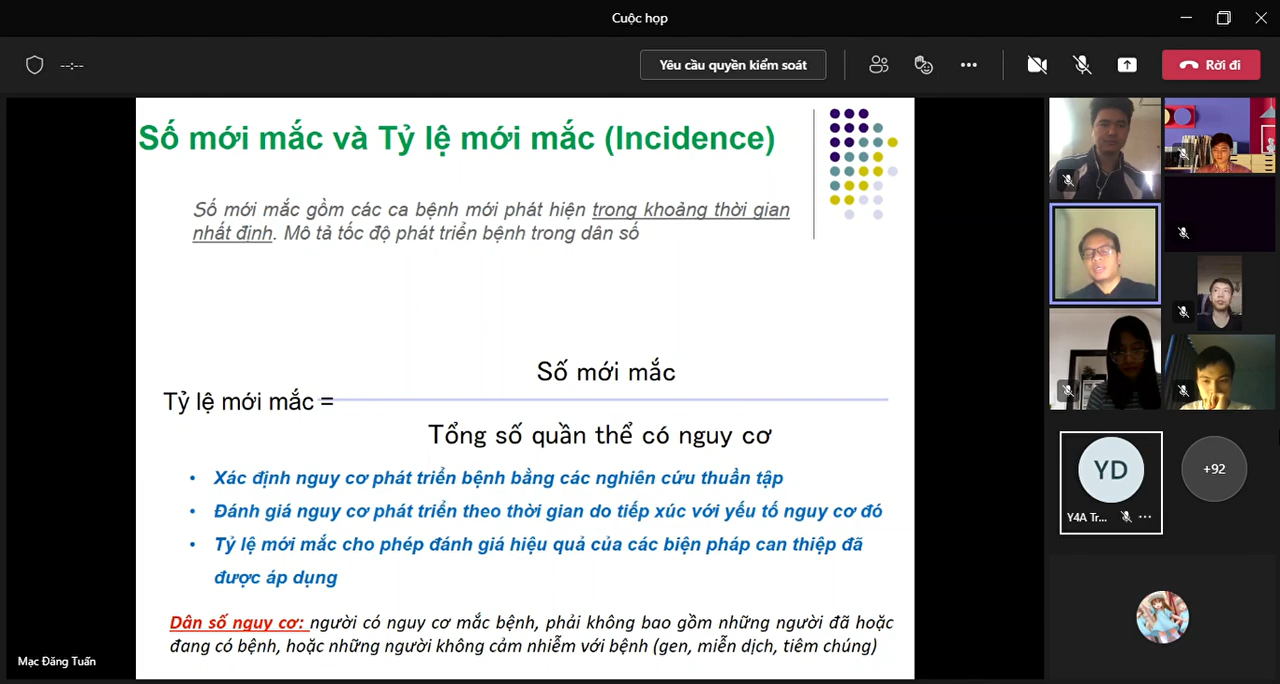 Cuộc họp
--:--
Yêu cầu quyền kiểm soát
Rời đi
Số mới mắc và Tỷ lệ mới mắc (Incidence)
Số mới mắc gồm các ca bệnh mới phát hiện trong khoảng thời gian
nhất định. Mô tả tốc độ phát triển bệnh trong dân số
Số mới mắc
Tỷ lệ mới mắc =
Tổng số quần thể có nguy cơ
• Xác định nguy cơ phát triển bệnh bằng các nghiên cứu thuần tập
• Đánh giá nguy cơ phát triển theo thời gian do tiếp xúc với yếu tố nguy cơ đó
• Tỷ lệ mới mắc cho phép đánh giá hiệu quả của các biện pháp can thiệp đã
được áp dụng
Dân số nguy cơ: người có nguy cơ mắc bệnh, phải không bao gồm những người đã hoặc
đang có bệnh, hoặc những người không cảm nhiễm với bệnh (gen, miễn dịch, tiêm chúng)
Mạc Đăng Tuấn
YD
Y4A Tr...
+92